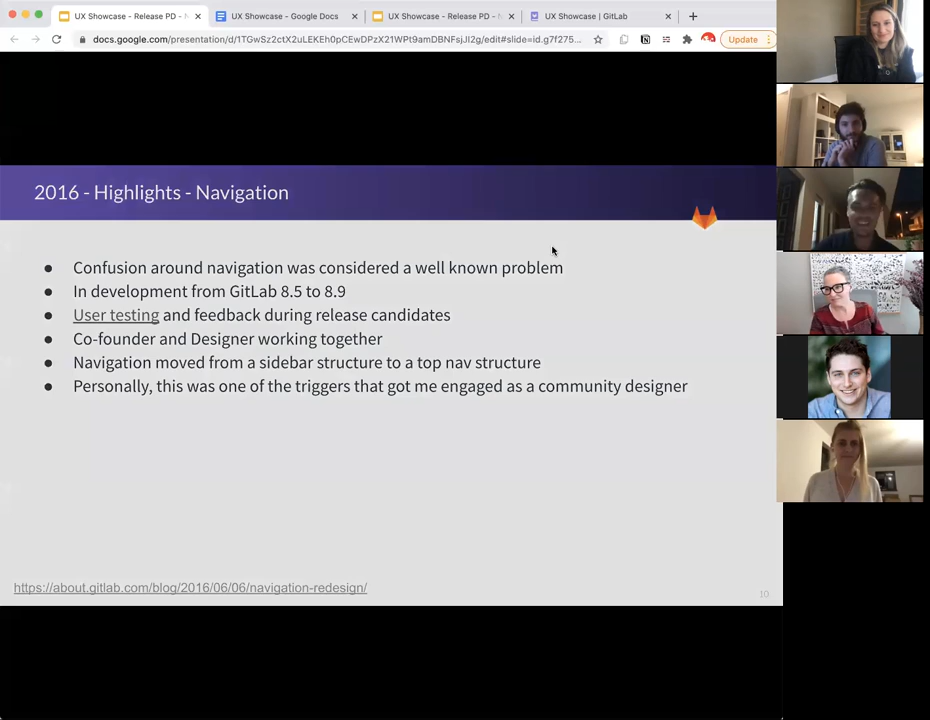 UX Showcase - Release PD -
UX Showcase - Google Docs
UX Showcase - Release PD -
UX Showcase | GitLab
docs.google.com/presentation/d/1TGwSz2ctX2uLEKEh0pCEwDPzX21WPt9amDBNFsjJI2g/edit#slide=id.g7f275...
Update
2016 - Highlights - Navigation
● Confusion around navigation was considered a well known problem
● In development from GitLab 8.5 to 8.9
● User testing and feedback during release candidates
● Co-founder and Designer working together
● Navigation moved from a sidebar structure to a top nav structure
● Personally, this was one of the triggers that got me engaged as a community designer
https://about.gitlab.com/blog/2016/06/06/navigation-redesign/
10